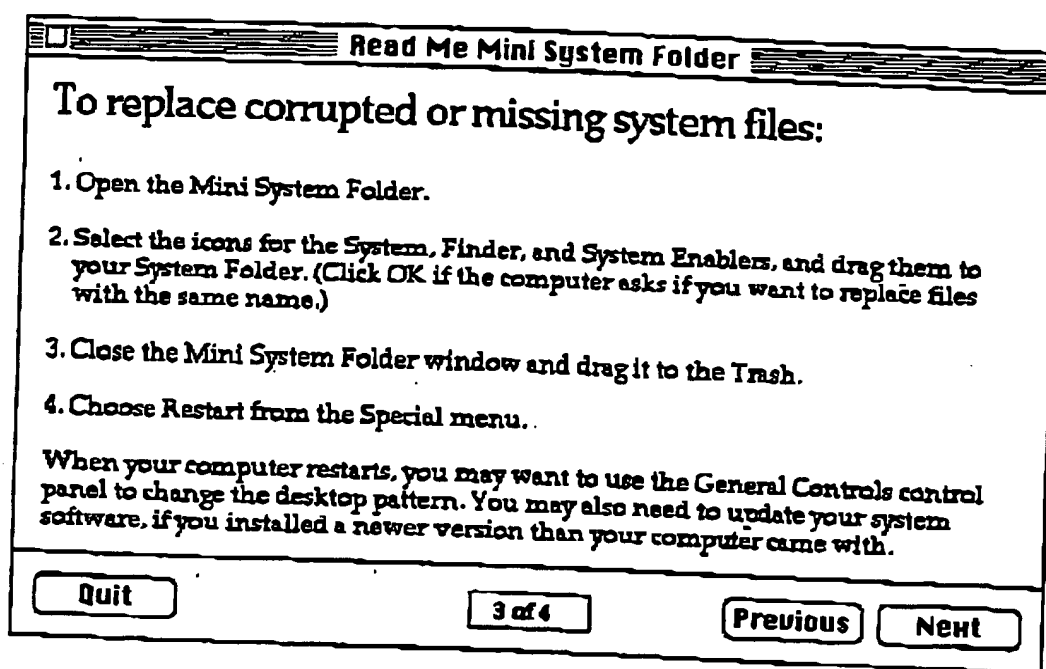 Read Me Mini System Folder
To replace corrupted or missing system files:
1. Open the Mini System Folder.
2. Select the icons for the System, Finder, and System Enablers, and drag them to
your System Folder. (Click OK if the computer asks if you want to replace files
with the same name.)
3. Close the Mini System Folder window and drag it to the Trash.
4. Choose Restart from the Special menu.
When your computer restarts, you may want to use the General Controls control
panel to change the desktop pattern. You may also need to update your system
software, if you installed a newer version than your computer came with.
Quit
3 of 4
Previous
Next